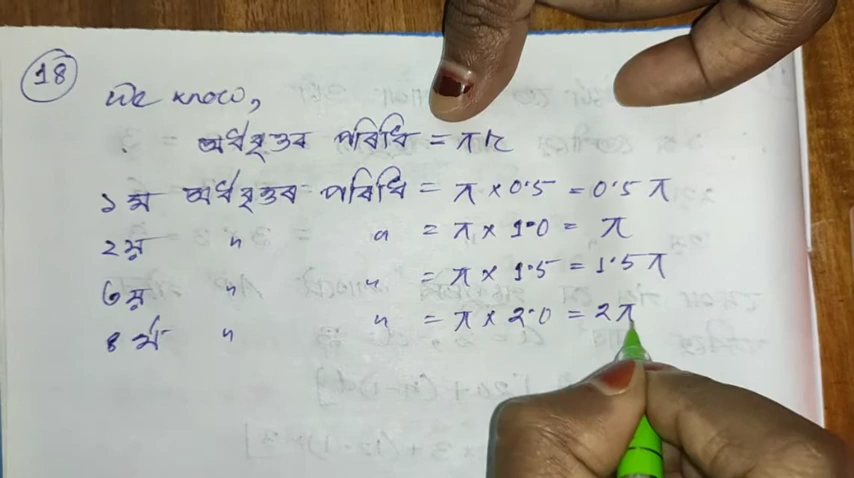 18
We know,
অৰ্ধবৃত্তৰ পৰিধি = πr
১ম অৰ্ধবৃত্তৰ পৰিধি = π × 0.5 = 0.5 π
২য় " " = π × 1.0 = π
৩য় " " = π × 1.5 = 1.5 π
৪ৰ্থ " " = π × 2.0 = 2π